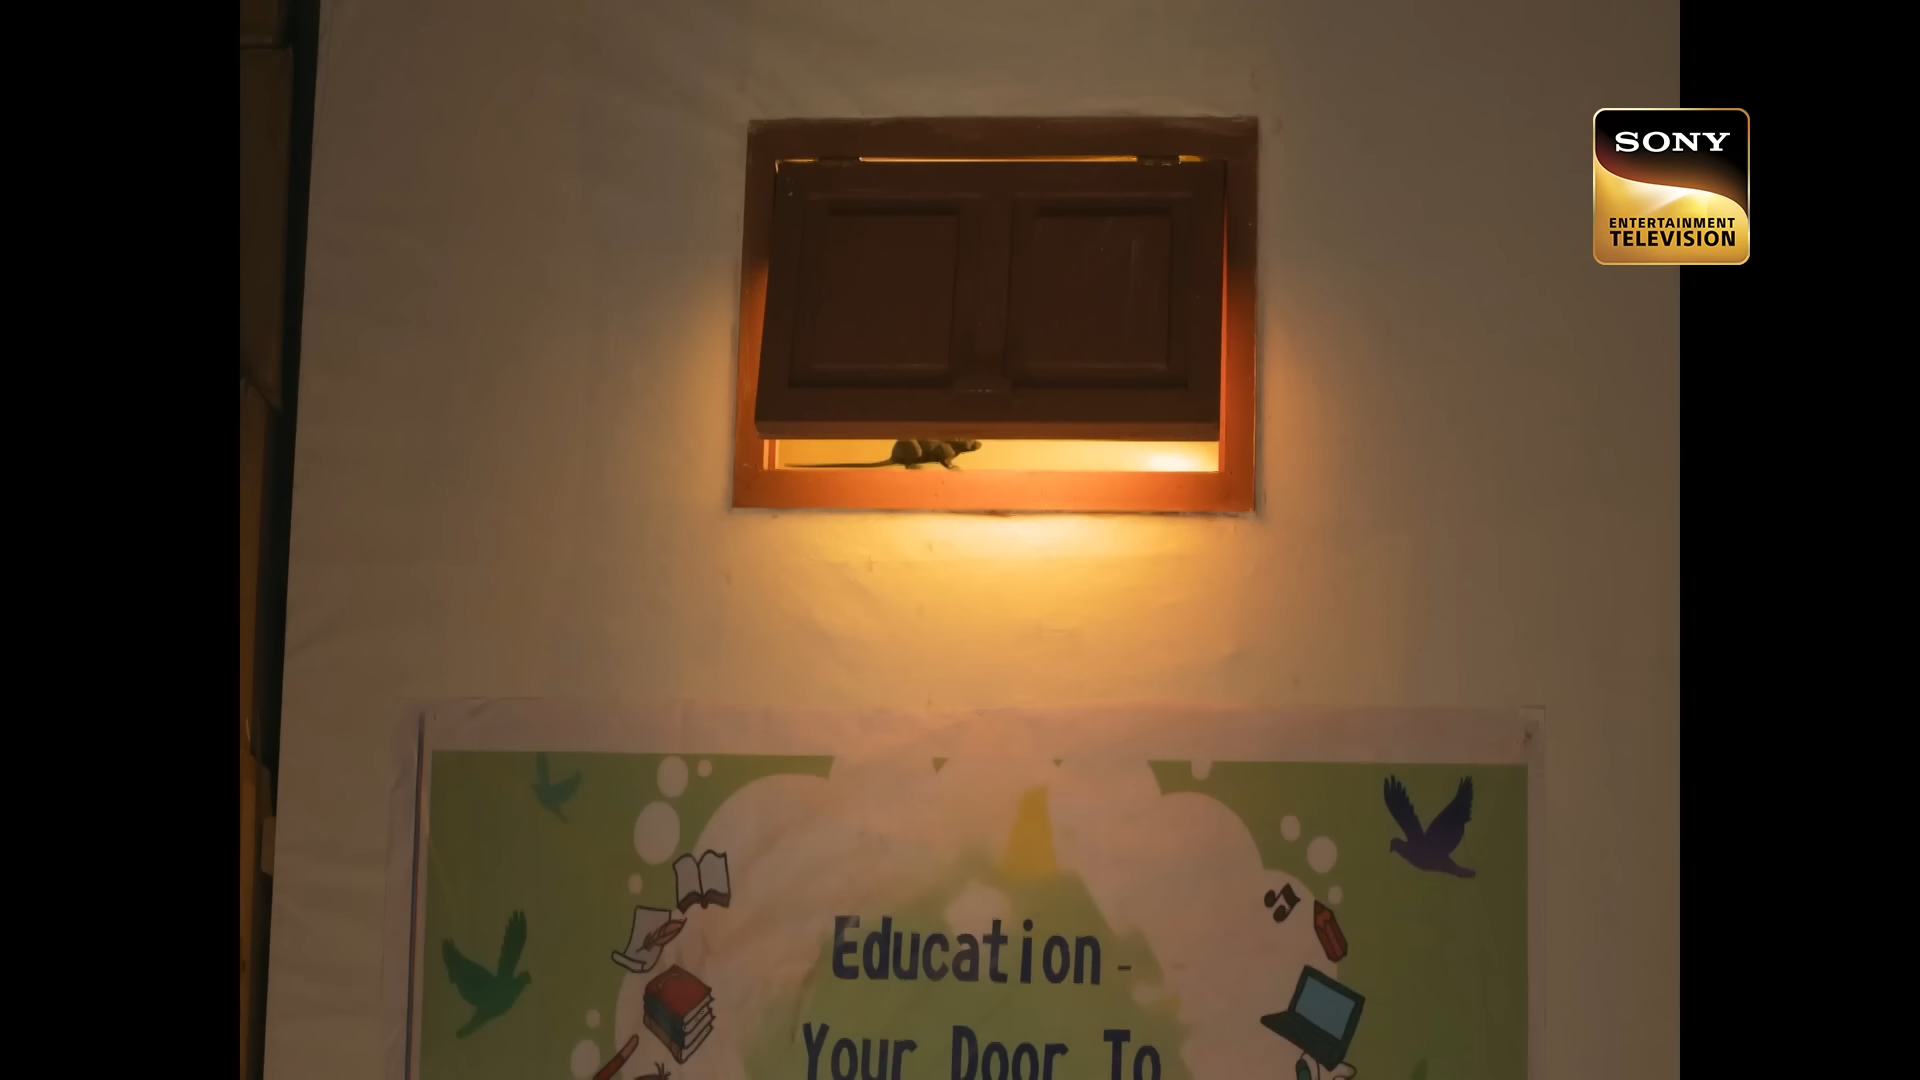 SONY
ENTERTAINMENT
TELEVISION
Education -
Your Door To